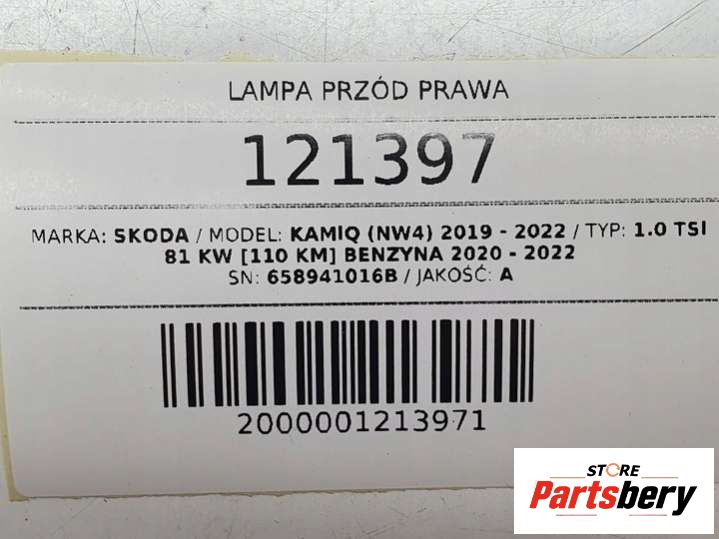 LAMPA PRZÓD PRAWA
121397
MARKA: SKODA / MODEL: KAMIQ (NW4) 2019 - 2022 / TYP: 1.0 TSI
81 KW [110 KM] BENZYNA 2020 - 2022
SN: 658941016B / JAKOŚĆ: A
2000001213971
STORE
Partsbery